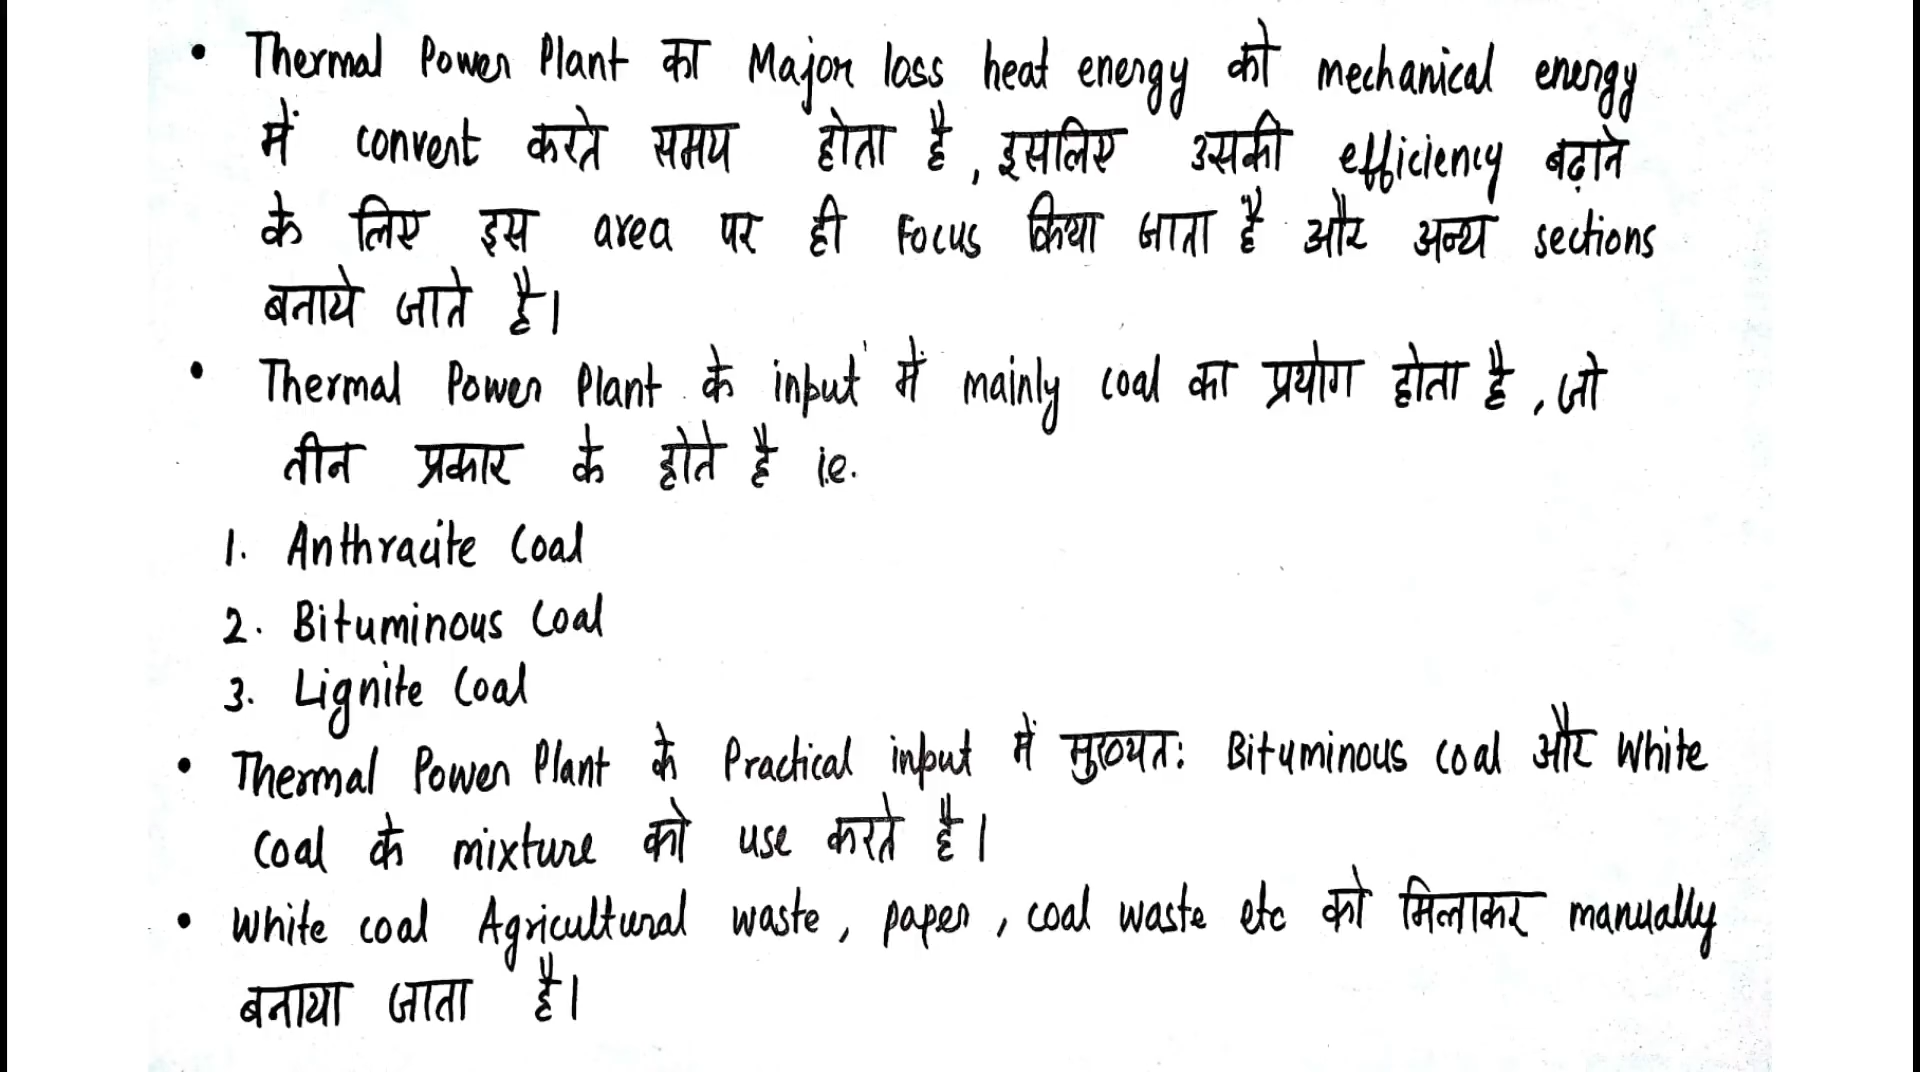 • Thermal Power Plant का Major loss heat energy को mechanical energy
में convert करते समय होता है, इसलिए उसकी efficiency बढ़ाने
के लिए इस area पर ही Focus किया जाता है और अन्य sections
बनाये जाते है।
• Thermal Power Plant के input में mainly coal का प्रयोग होता है, जो
तीन प्रकार के होते है i.e.
1. Anthracite Coal
2. Bituminous Coal
3. Lignite Coal
• Thermal Power Plant के Practical input में मुख्यत: Bituminous coal और White
Coal के mixture को use करते है।
• White coal Agricultural waste, paper, coal waste etc को मिलाकर manually
बनाया जाता है।